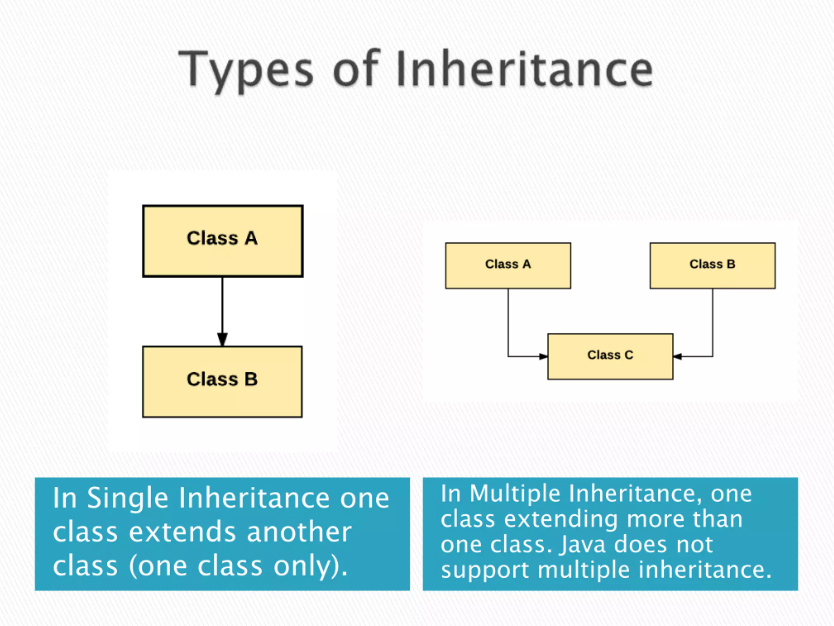 Types of Inheritance
Class A
Class B
Class A
Class B
Class C
In Single Inheritance one
class extends another
class (one class only).
In Multiple Inheritance, one
class extending more than
one class. Java does not
support multiple inheritance.